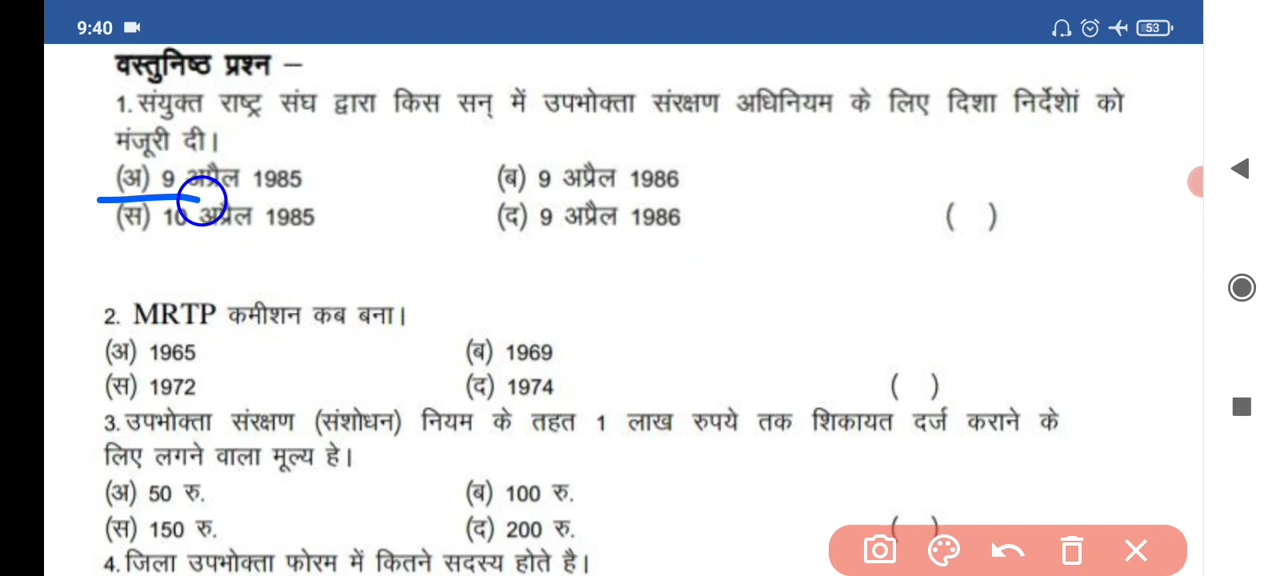 9:40 53
वस्तुनिष्ठ प्रश्न –
1. संयुक्त राष्ट्र संघ द्वारा किस सन् में उपभोक्ता संरक्षण अधिनियम के लिए दिशा निर्देशेां को
मंजूरी दी।
(अ) 9 अप्रैल 1985 (ब) 9 अप्रैल 1986
(स) 10 अप्रैल 1985 (द) 9 अप्रैल 1986 ( )
2. MRTP कमीशन कब बना।
(अ) 1965 (ब) 1969
(स) 1972 (द) 1974 ( )
3. उपभोक्ता संरक्षण (संशोधन) नियम के तहत 1 लाख रुपये तक शिकायत दर्ज कराने के
लिए लगने वाला मूल्य हे।
(अ) 50 रु. (ब) 100 रु.
(स) 150 रु. (द) 200 रु. ( )
4. जिला उपभोक्ता फोरम में कितने सदस्य होते है।